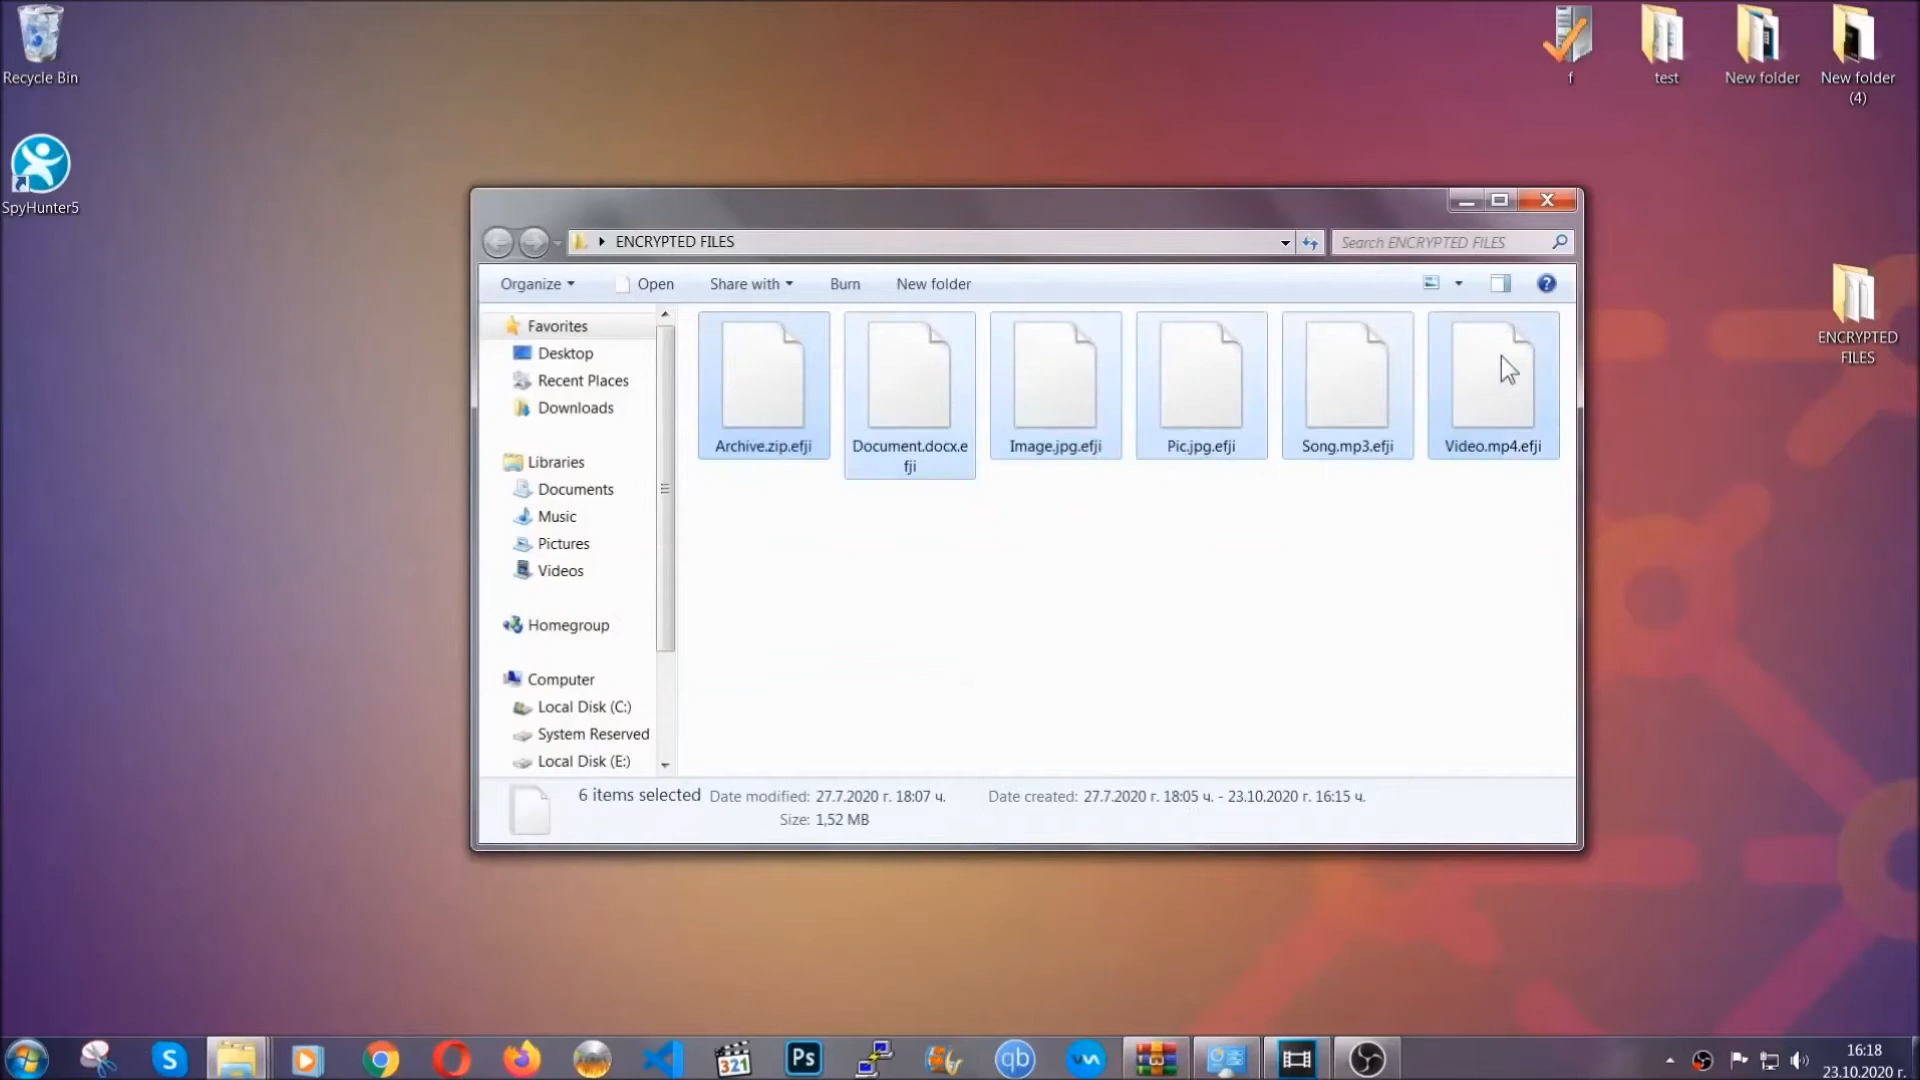 Recycle Bin
SpyHunter5
f
test
New folder
New folder
(4)
ENCRYPTED
FILES
ENCRYPTED FILES
Search ENCRYPTED FILES
Organize
Open
Share with
Burn
New folder
Favorites
Desktop
Recent Places
Downloads
Libraries
Documents
Music
Pictures
Videos
Homegroup
Computer
Local Disk (C:)
System Reserved
Local Disk (E:)
Archive.zip.efji
Document.docx.e
fji
Image.jpg.efji
Pic.jpg.efji
Song.mp3.efji
Video.mp4.efji
6 items selected
Date modified: 27.7.2020 г. 18:07 ч.
Date created: 27.7.2020 г. 18:05 ч. - 23.10.2020 г. 16:15 ч.
Size: 1,52 MB
S
321
Ps
qb
16:18
23.10.2020 г.